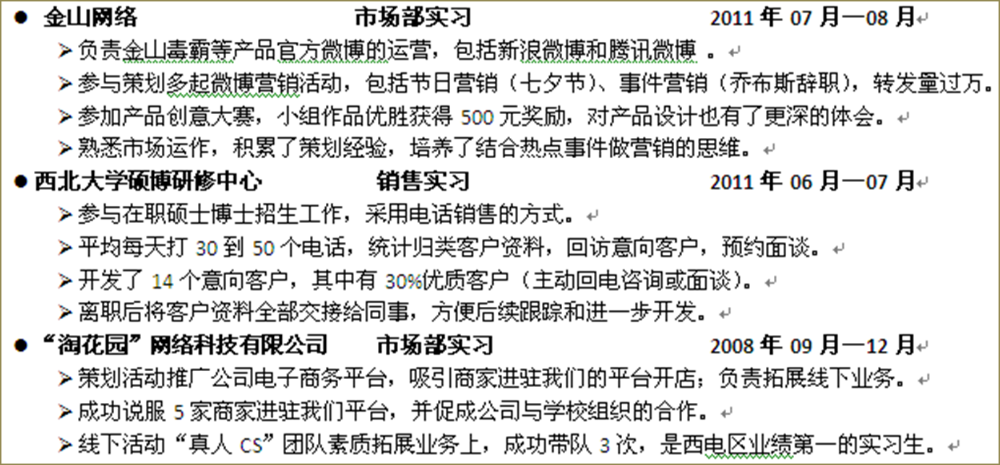 ● 金山网络 市场部实习 2011 年 07 月—08 月
➢ 负责金山毒霸等产品官方微博的运营，包括新浪微博和腾讯微博 。
➢ 参与策划多起微博营销活动，包括节日营销（七夕节）、事件营销（乔布斯辞职），转发量过万。
➢ 参加产品创意大赛，小组作品优胜获得 500 元奖励，对产品设计也有了更深的体会。
➢ 熟悉市场运作，积累了策划经验，培养了结合热点事件做营销的思维。
● 西北大学硕博研修中心 销售实习 2011 年 06 月—07 月
➢ 参与在职硕士博士招生工作，采用电话销售的方式。
➢ 平均每天打 30 到 50 个电话，统计归类客户资料，回访意向客户，预约面谈。
➢ 开发了 14 个意向客户，其中有 30%优质客户（主动回电咨询或面谈）。
➢ 离职后将客户资料全部交接给同事，方便后续跟踪和进一步开发。
● “淘花园”网络科技有限公司 市场部实习 2008 年 09 月—12 月
➢ 策划活动推广公司电子商务平台，吸引商家进驻我们的平台开店；负责拓展线下业务。
➢ 成功说服 5 家商家进驻我们平台，并促成公司与学校组织的合作。
➢ 线下活动“真人 CS”团队素质拓展业务上，成功带队 3 次，是西电区业绩第一的实习生。